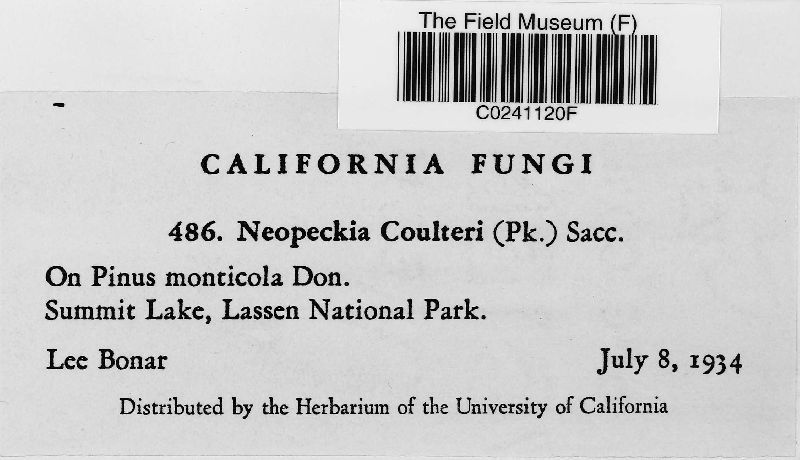 The Field Museum (F)
C0241120F
CALIFORNIA FUNGI
486. Neopeckia Coulteri (Pk.) Sacc.
On Pinus monticola Don.
Summit Lake, Lassen National Park.
Lee Bonar July 8, 1934
Distributed by the Herbarium of the University of California